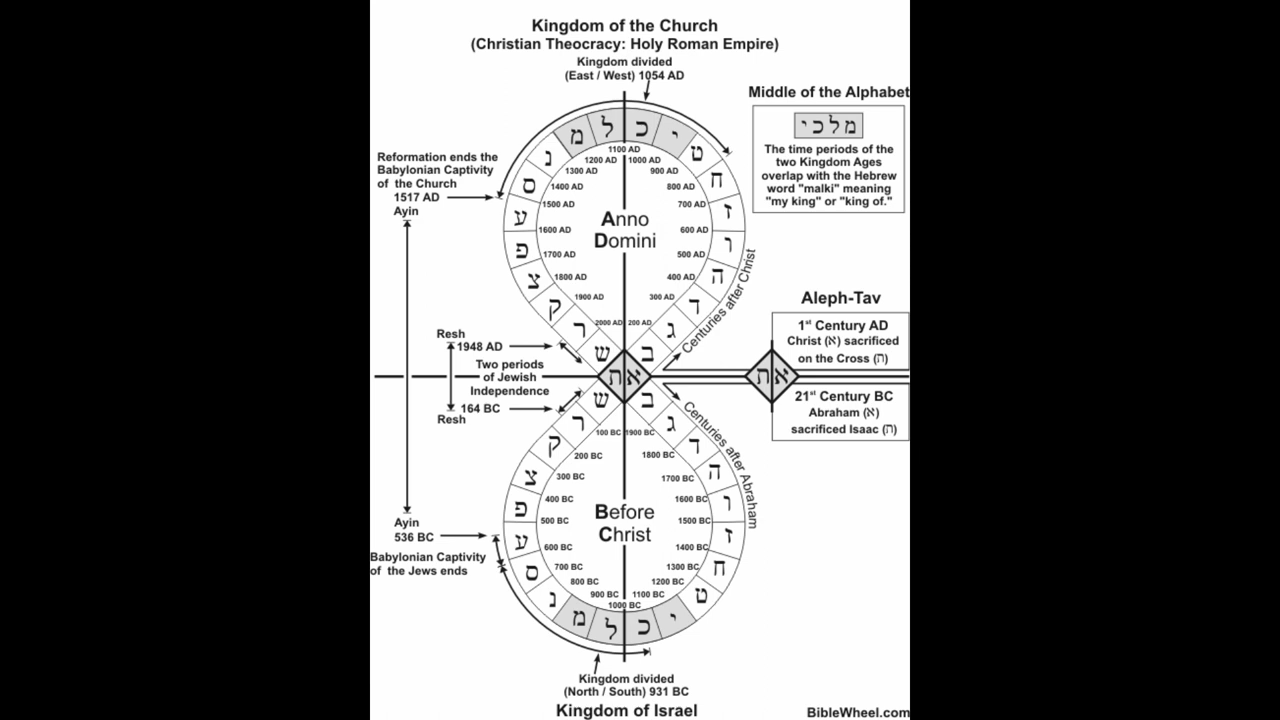 Kingdom of the Church
(Christian Theocracy: Holy Roman Empire)
Kingdom divided
(East / West) 1054 AD
Middle of the Alphabet
מלכי
The time periods of the
two Kingdom Ages
overlap with the Hebrew
word "malki" meaning
"my king" or "king of."
Reformation ends the
Babylonian Captivity
of the Church
1517 AD
Ayin
א
ב
ג
ד
ה
ו
ז
ח
ט
י
כ
ל
מ
נ
ס
ע
פ
צ
ק
ר
ש
ת
200 AD
300 AD
400 AD
500 AD
600 AD
700 AD
800 AD
900 AD
1000 AD
1100 AD
1200 AD
1300 AD
1400 AD
1500 AD
1600 AD
1700 AD
1800 AD
1900 AD
2000 AD
Anno
Domini
Centuries after Christ
Resh
1948 AD
Two periods
of Jewish
Independence
164 BC
Resh
Aleph-Tav
1st Century AD
Christ (א) sacrificed
on the Cross (ת)
את
21st Century BC
Abraham (א)
sacrificed Isaac (ת)
Centuries after Abraham
ב
ג
ד
ה
ו
ז
ח
ט
י
כ
ל
מ
נ
ס
ע
פ
צ
ק
ר
ש
1900 BC
1800 BC
1700 BC
1600 BC
1500 BC
1400 BC
1300 BC
1200 BC
1100 BC
1000 BC
900 BC
800 BC
700 BC
600 BC
500 BC
400 BC
300 BC
200 BC
100 BC
Before
Christ
Ayin
536 BC
Babylonian Captivity
of the Jews ends
Kingdom divided
(North / South) 931 BC
Kingdom of Israel
BibleWheel.com